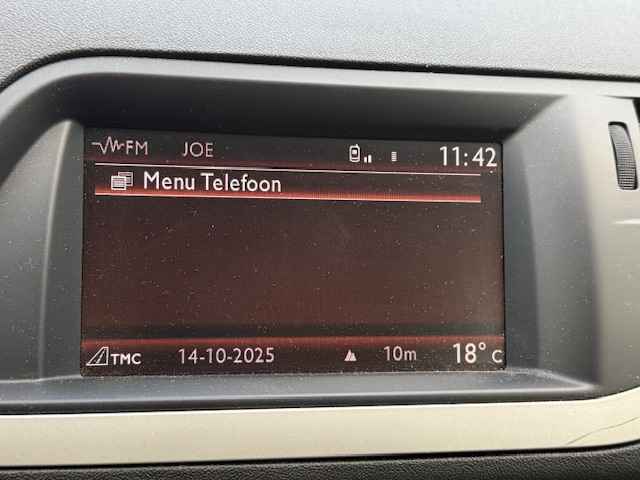 FM JOE 11:42
Menu Telefoon
TMC 14-10-2025 10m 18° C